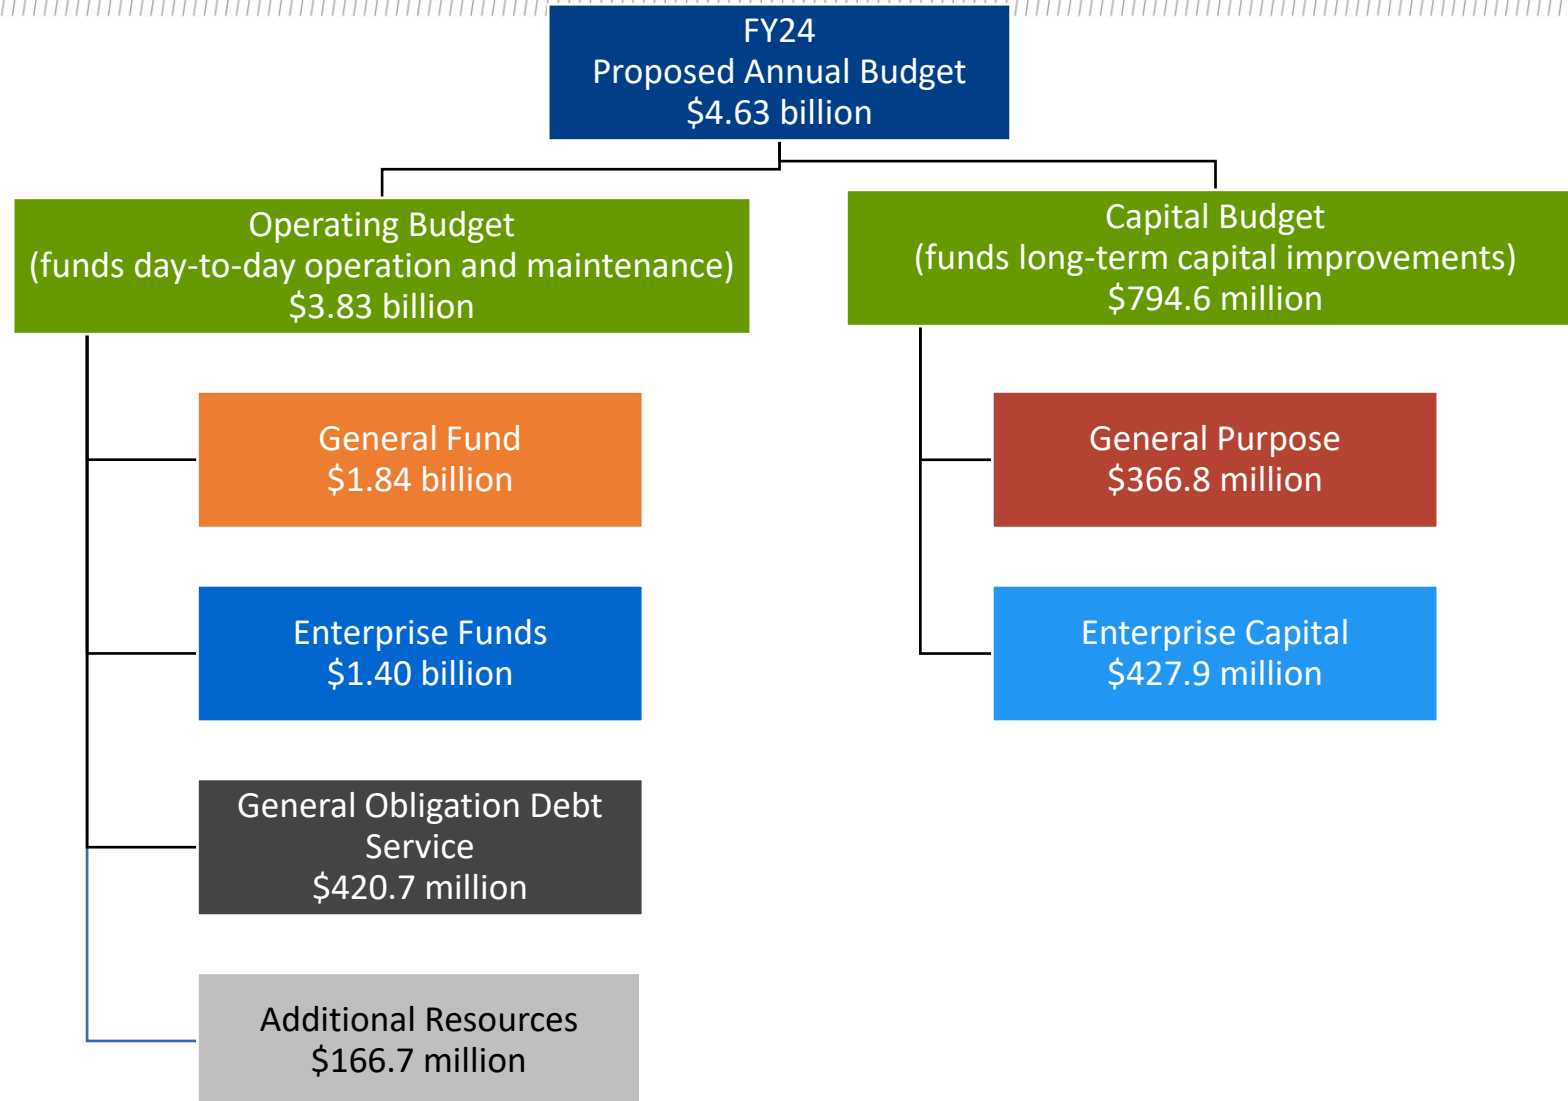 FY24
Proposed Annual Budget
$4.63 billion
Operating Budget
(funds day-to-day operation and maintenance)
$3.83 billion
Capital Budget
(funds long-term capital improvements)
$794.6 million
General Fund
$1.84 billion
General Purpose
$366.8 million
Enterprise Funds
$1.40 billion
Enterprise Capital
$427.9 million
General Obligation Debt
Service
$420.7 million
Additional Resources
$166.7 million